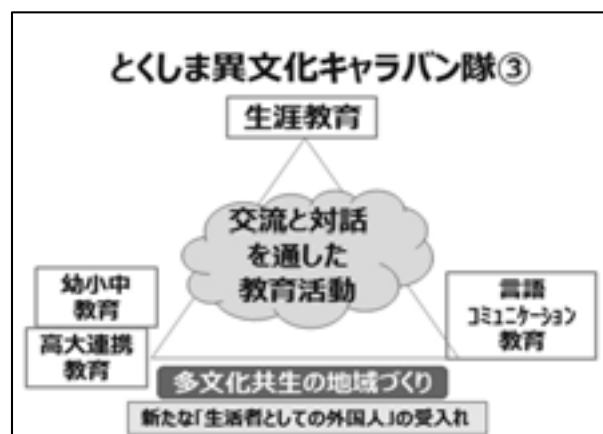 とくしま異文化キャラバン隊③
生涯教育
交流と対話
を通した
教育活動
幼小中
教育
高大連携
教育
言語
コミュニケーション
教育
多文化共生の地域づくり
新たな「生活者としての外国人」の受入れ